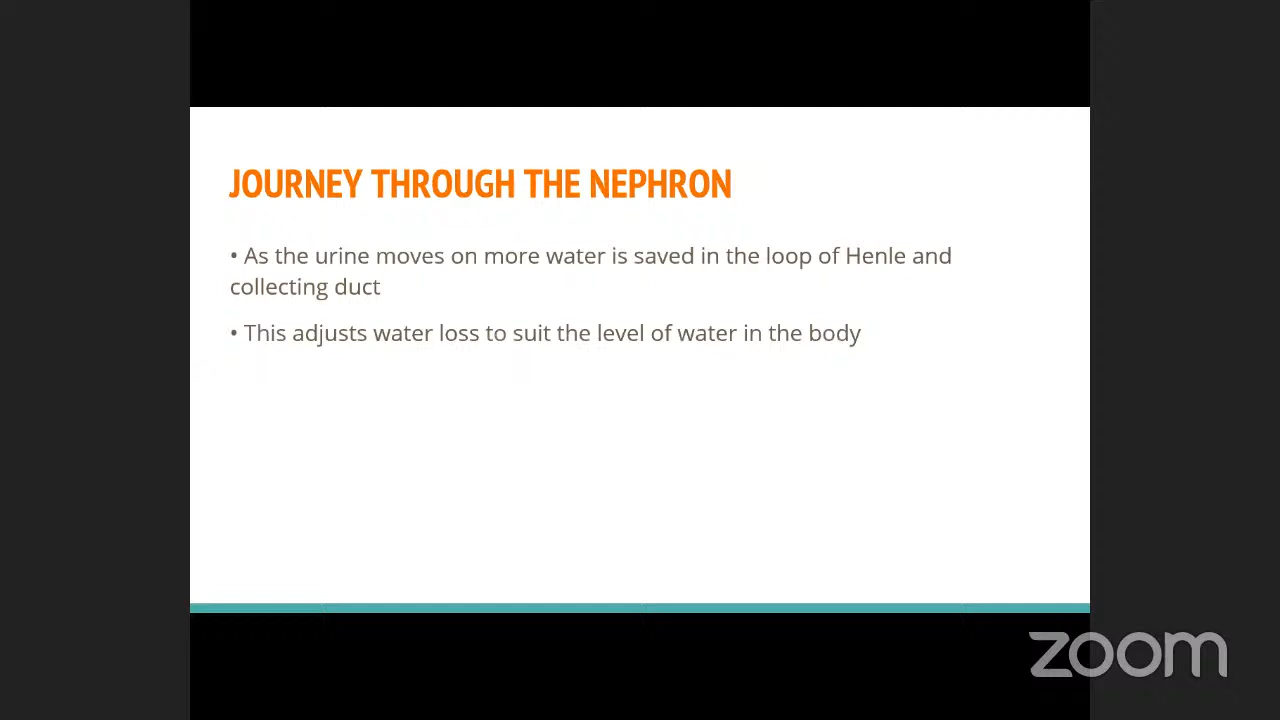 JOURNEY THROUGH THE NEPHRON
• As the urine moves on more water is saved in the loop of Henle and
collecting duct
• This adjusts water loss to suit the level of water in the body
zoom